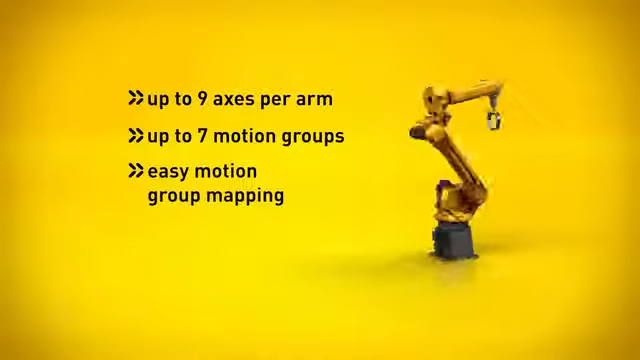 » up to 9 axes per arm
» up to 7 motion groups
» easy motion
group mapping